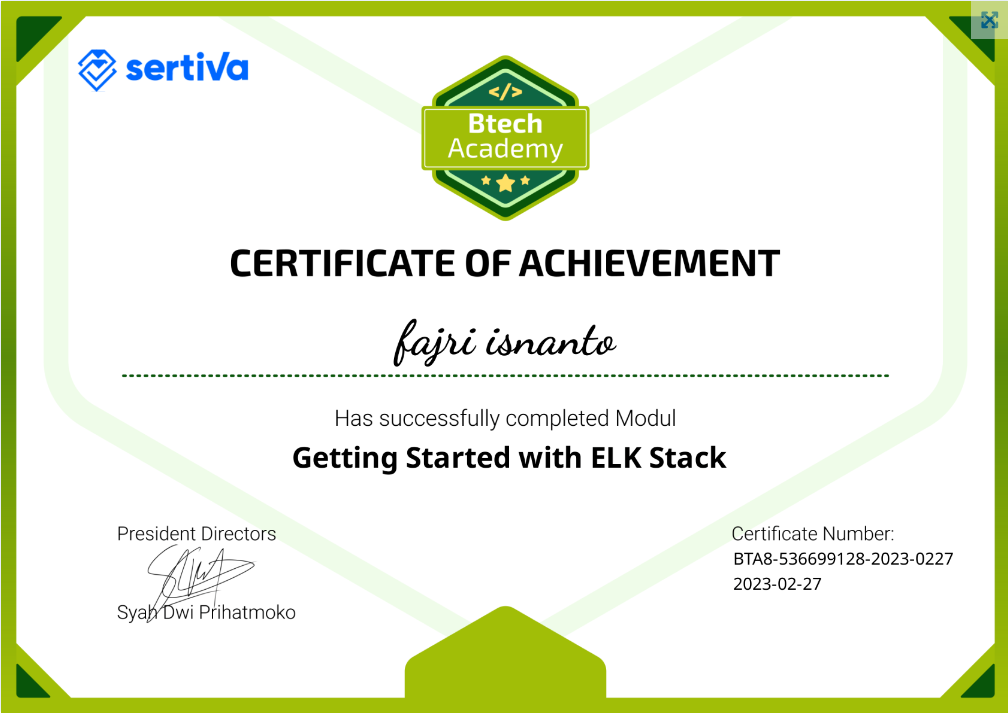 sertiva
</>
Btech
Academy
CERTIFICATE OF ACHIEVEMENT
fajri isnanto
Has successfully completed Modul
Getting Started with ELK Stack
President Directors
Syah Dwi Prihatmoko
Certificate Number:
BTA8-536699128-2023-0227
2023-02-27